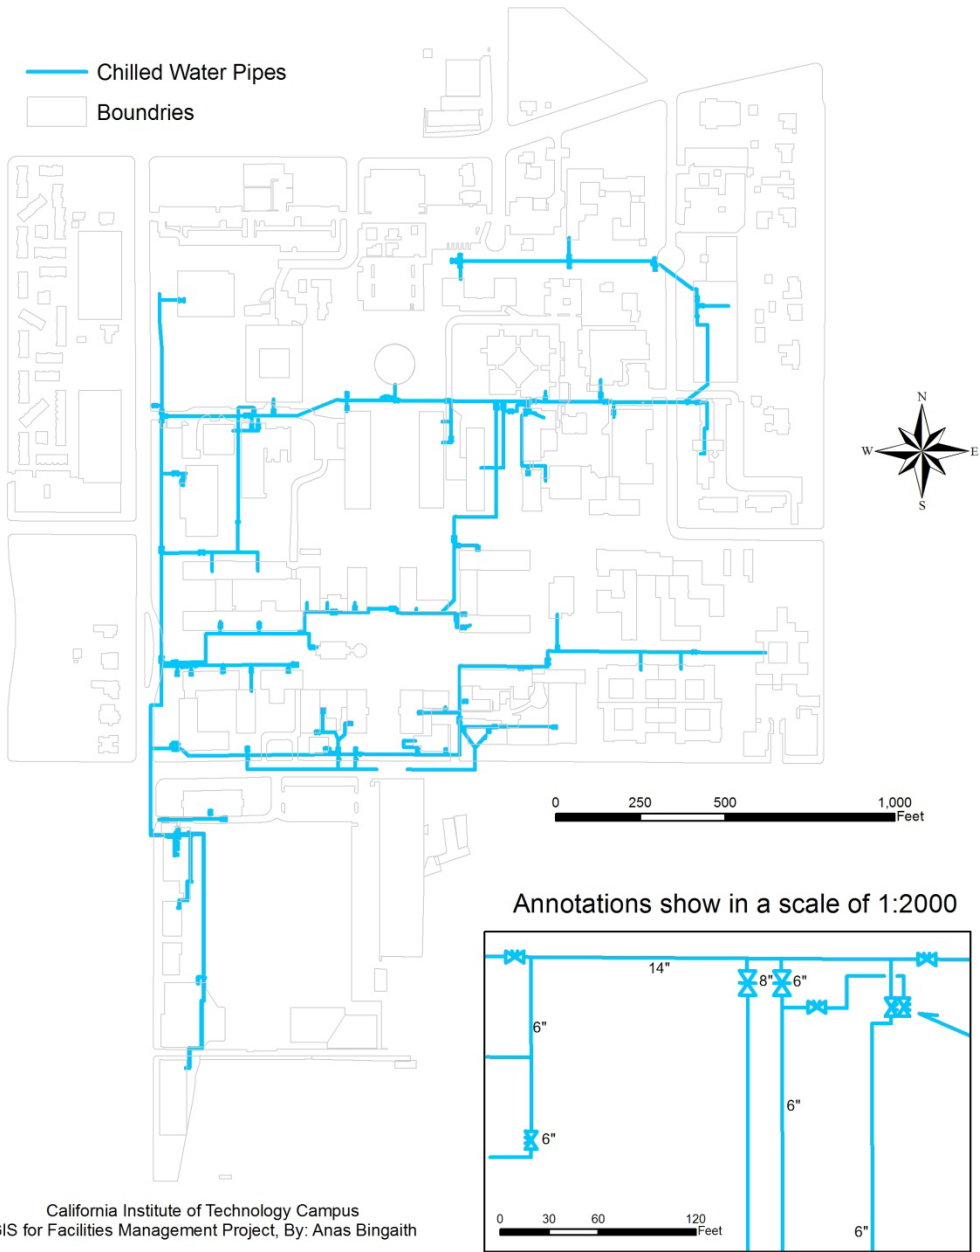 Chilled Water Pipes
Boundries
N
W
E
S
0 250 500 1,000
Feet
Annotations show in a scale of 1:2000
14"
8"
6"
6"
6"
6"
6"
0 30 60 120
Feet
California Institute of Technology Campus
GIS for Facilities Management Project, By: Anas Bingaith